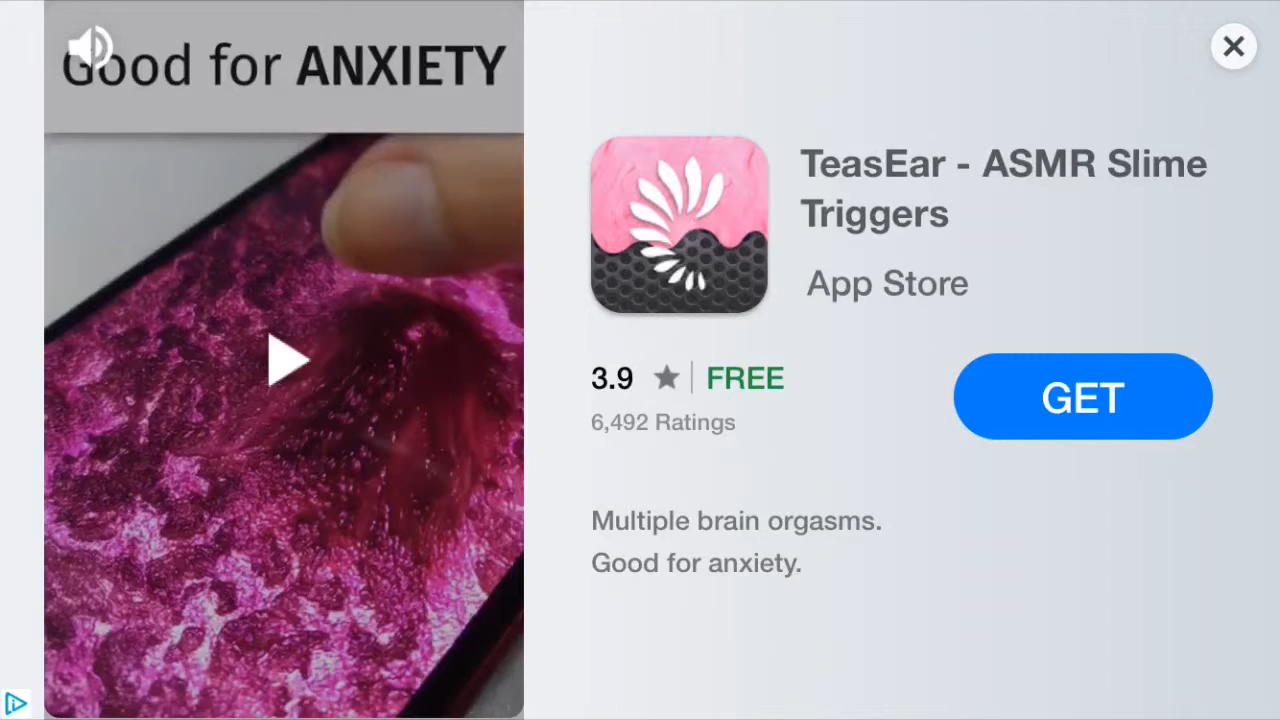 Good for ANXIETY
TeasEar - ASMR Slime
Triggers
App Store
3.9
FREE
GET
6,492 Ratings
Multiple brain orgasms.
Good for anxiety.